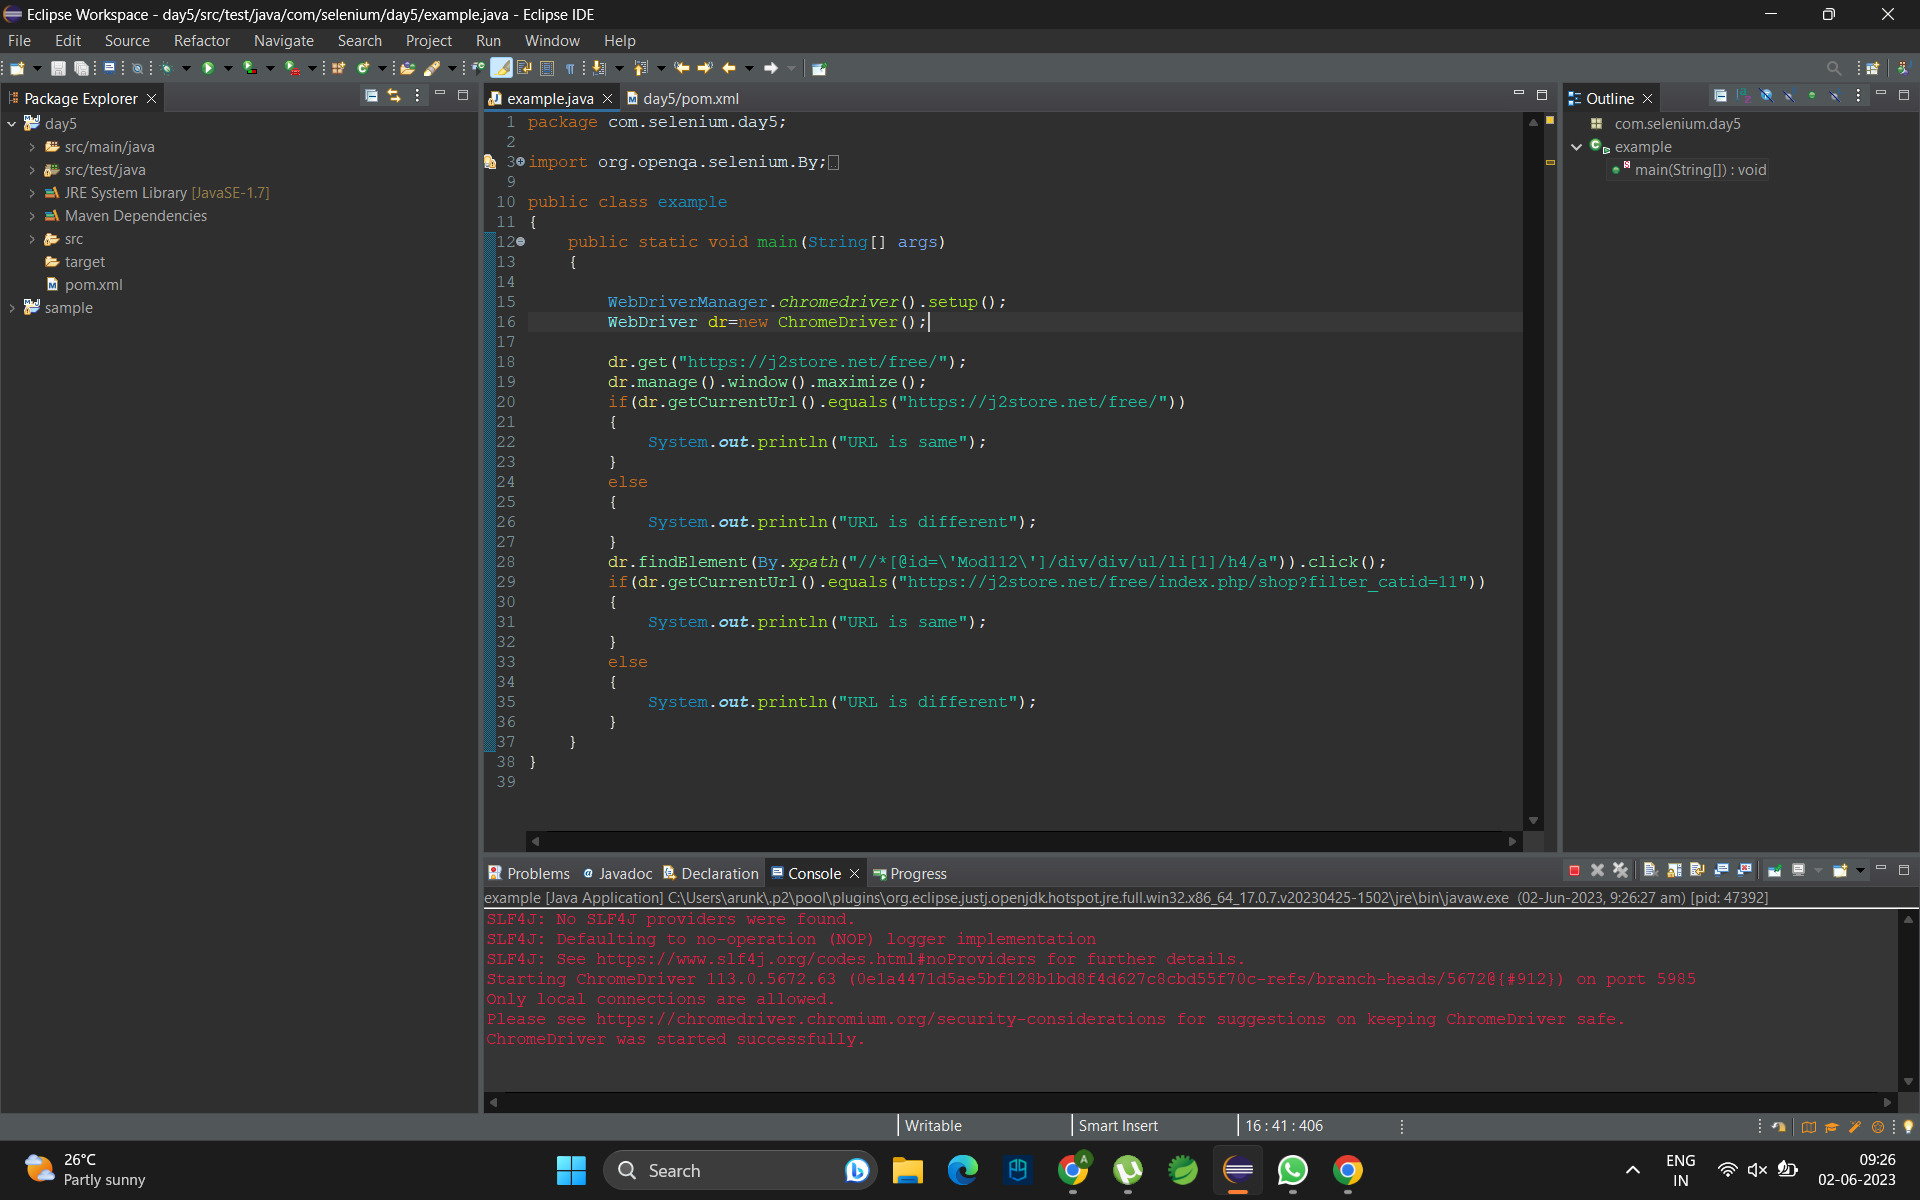 Eclipse Workspace - day5/src/test/java/com/selenium/day5/example.java - Eclipse IDE
File Edit Source Refactor Navigate Search Project Run Window Help
Package Explorer
day5
src/main/java
src/test/java
JRE System Library [JavaSE-1.7]
Maven Dependencies
src
target
pom.xml
sample
example.java day5/pom.xml
1 package com.selenium.day5;
2
3 import org.openqa.selenium.By;
9
10 public class example
11 {
12 public static void main(String[] args)
13 {
14
15 WebDriverManager.chromedriver().setup();
16 WebDriver dr=new ChromeDriver();
17
18 dr.get("https://j2store.net/free/");
19 dr.manage().window().maximize();
20 if(dr.getCurrentUrl().equals("https://j2store.net/free/"))
21 {
22 System.out.println("URL is same");
23 }
24 else
25 {
26 System.out.println("URL is different");
27 }
28 dr.findElement(By.xpath("//*[@id=\'Mod112\']/div/div/ul/li[1]/h4/a")).click();
29 if(dr.getCurrentUrl().equals("https://j2store.net/free/index.php/shop?filter_catid=11"))
30 {
31 System.out.println("URL is same");
32 }
33 else
34 {
35 System.out.println("URL is different");
36 }
37 }
38 }
39
Outline
com.selenium.day5
example
main(String[]) : void
Problems Javadoc Declaration Console Progress
example [Java Application] C:\Users\arunk\.p2\pool\plugins\org.eclipse.justj.openjdk.hotspot.jre.full.win32.x86_64_17.0.7.v20230425-1502\jre\bin\javaw.exe (02-Jun-2023, 9:26:27 am) [pid: 47392]
SLF4J: No SLF4J providers were found.
SLF4J: Defaulting to no-operation (NOP) logger implementation
SLF4J: See https://www.slf4j.org/codes.html#noProviders for further details.
Starting ChromeDriver 113.0.5672.63 (0e1a4471d5ae5bf128b1bd8f4d627c8cbd55f70c-refs/branch-heads/5672@{#912}) on port 5985
Only local connections are allowed.
Please see https://chromedriver.chromium.org/security-considerations for suggestions on keeping ChromeDriver safe.
ChromeDriver was started successfully.
Writable Smart Insert 16 : 41 : 406
26°C
Partly sunny
Search
ENG
IN
09:26
02-06-2023